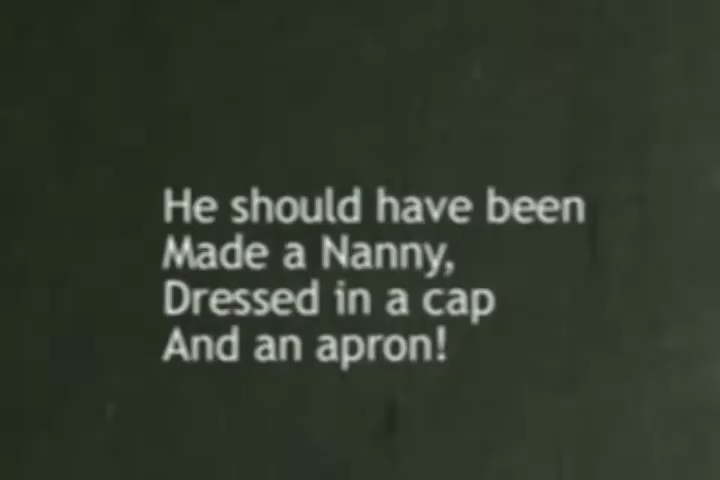 He should have been
Made a Nanny,
Dressed in a cap
And an apron!